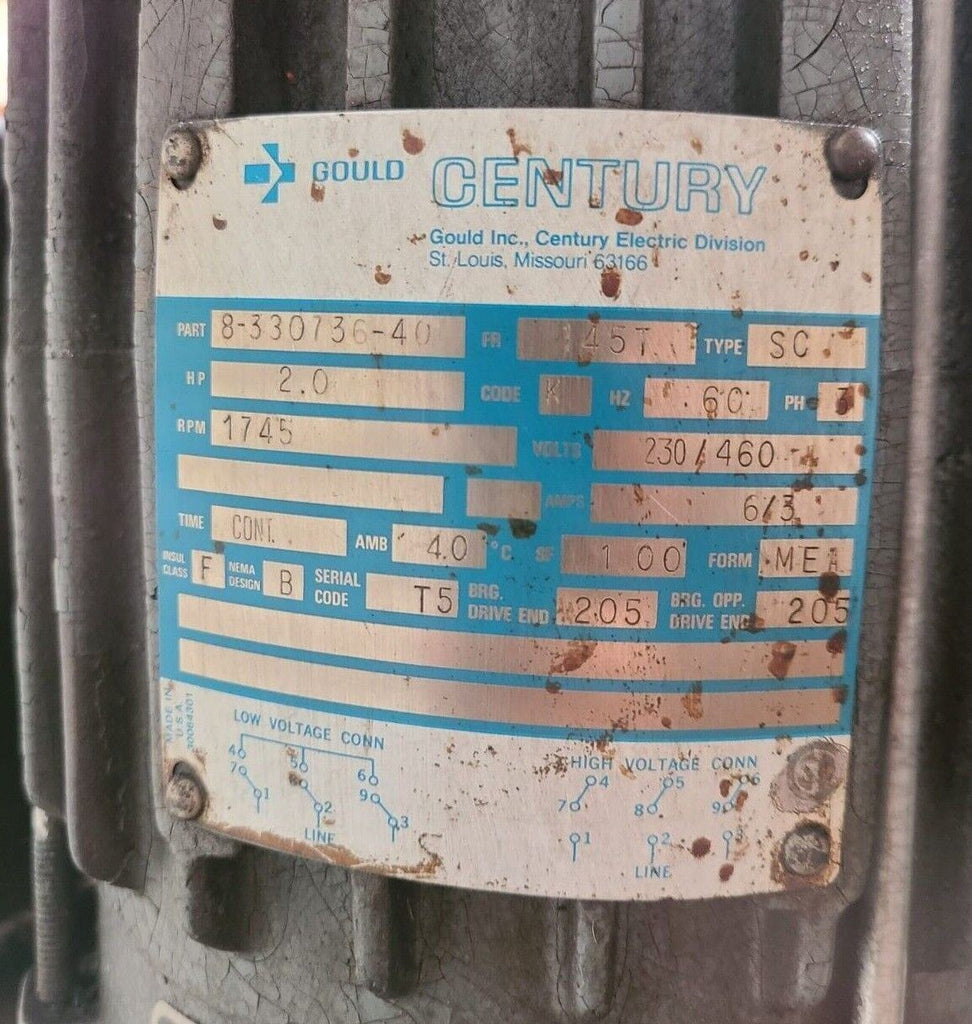 GOULD CENTURY
Gould Inc., Century Electric Division
St. Louis, Missouri 63166
PART 8-330736-40 FR 145T TYPE SC
HP 2.0 CODE K HZ 60 PH 3
RPM 1745 VOLTS 230/460
AMPS 6/3
TIME CONT. AMB 40 °C SF 1 00 FORM MEA
INSUL CLASS F NEMA DESIGN B SERIAL CODE T5 BRG. DRIVE END 205 BRG. OPP. DRIVE END 205
MADE IN U.S.A.
LOW VOLTAGE CONN HIGH VOLTAGE CONN
4 5 6 4 5 6
7 8 9 7 8 9
1 2 3 1 2 3
LINE LINE